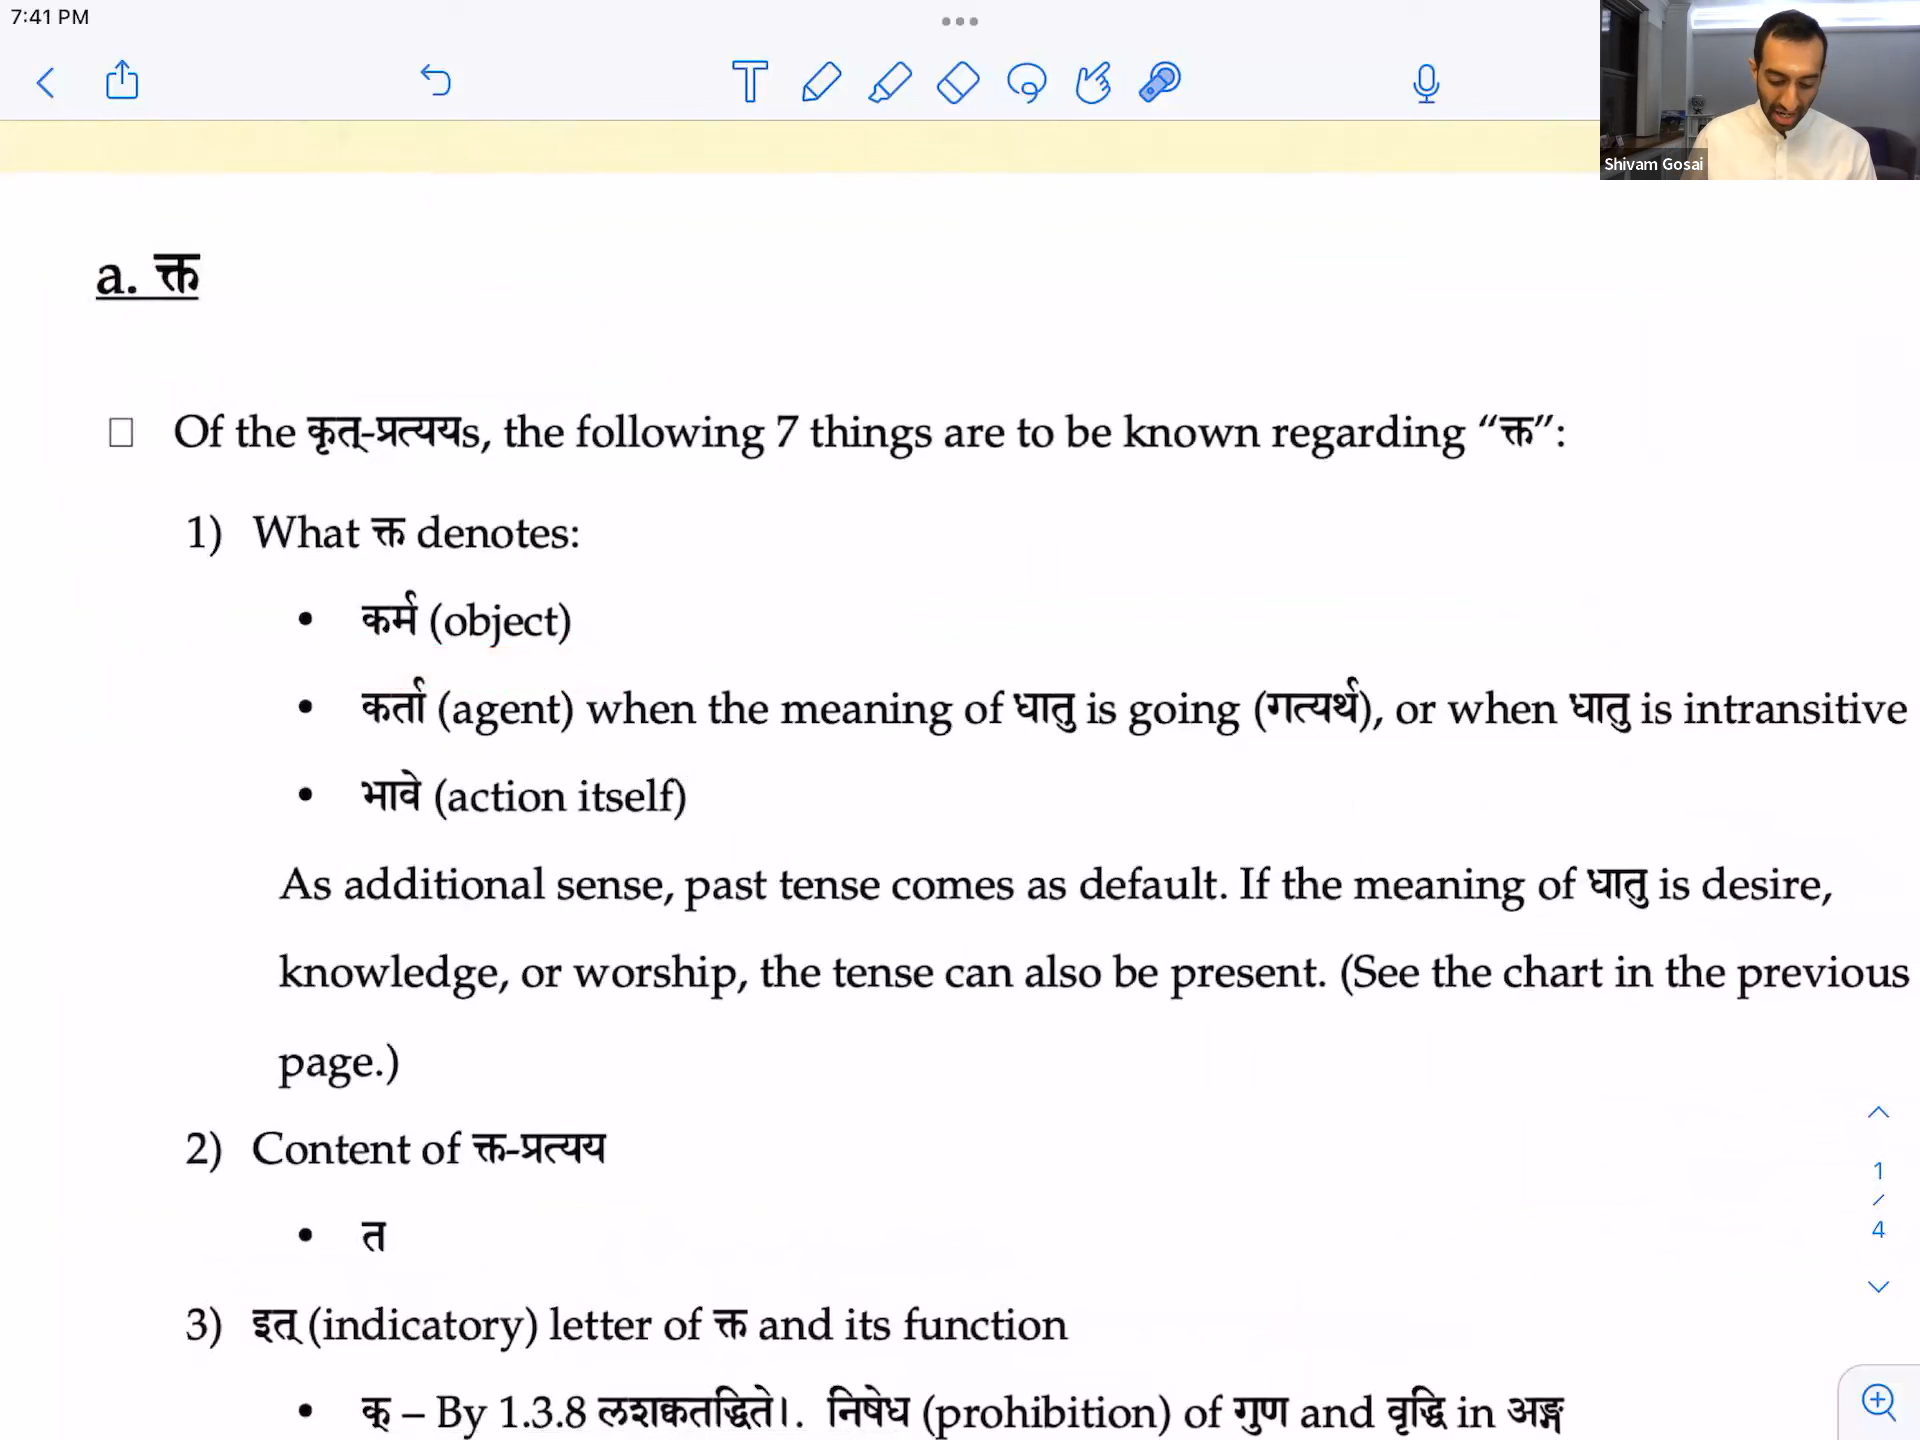 7:41 PM
Shivam Gosai
a. क्त
Of the कृत्-प्रत्ययs, the following 7 things are to be known regarding “क्त”:
1) What क्त denotes:
• कर्म (object)
• कर्ता (agent) when the meaning of धातु is going (गत्यर्थ), or when धातु is intransitive
• भावे (action itself)
As additional sense, past tense comes as default. If the meaning of धातु is desire,
knowledge, or worship, the tense can also be present. (See the chart in the previous
page.)
2) Content of क्त-प्रत्यय
• त
3) इत् (indicatory) letter of क्त and its function
• क् – By 1.3.8 लशक्वतद्धिते।. निषेध (prohibition) of गुण and वृद्धि in अङ्ग
1
/
4